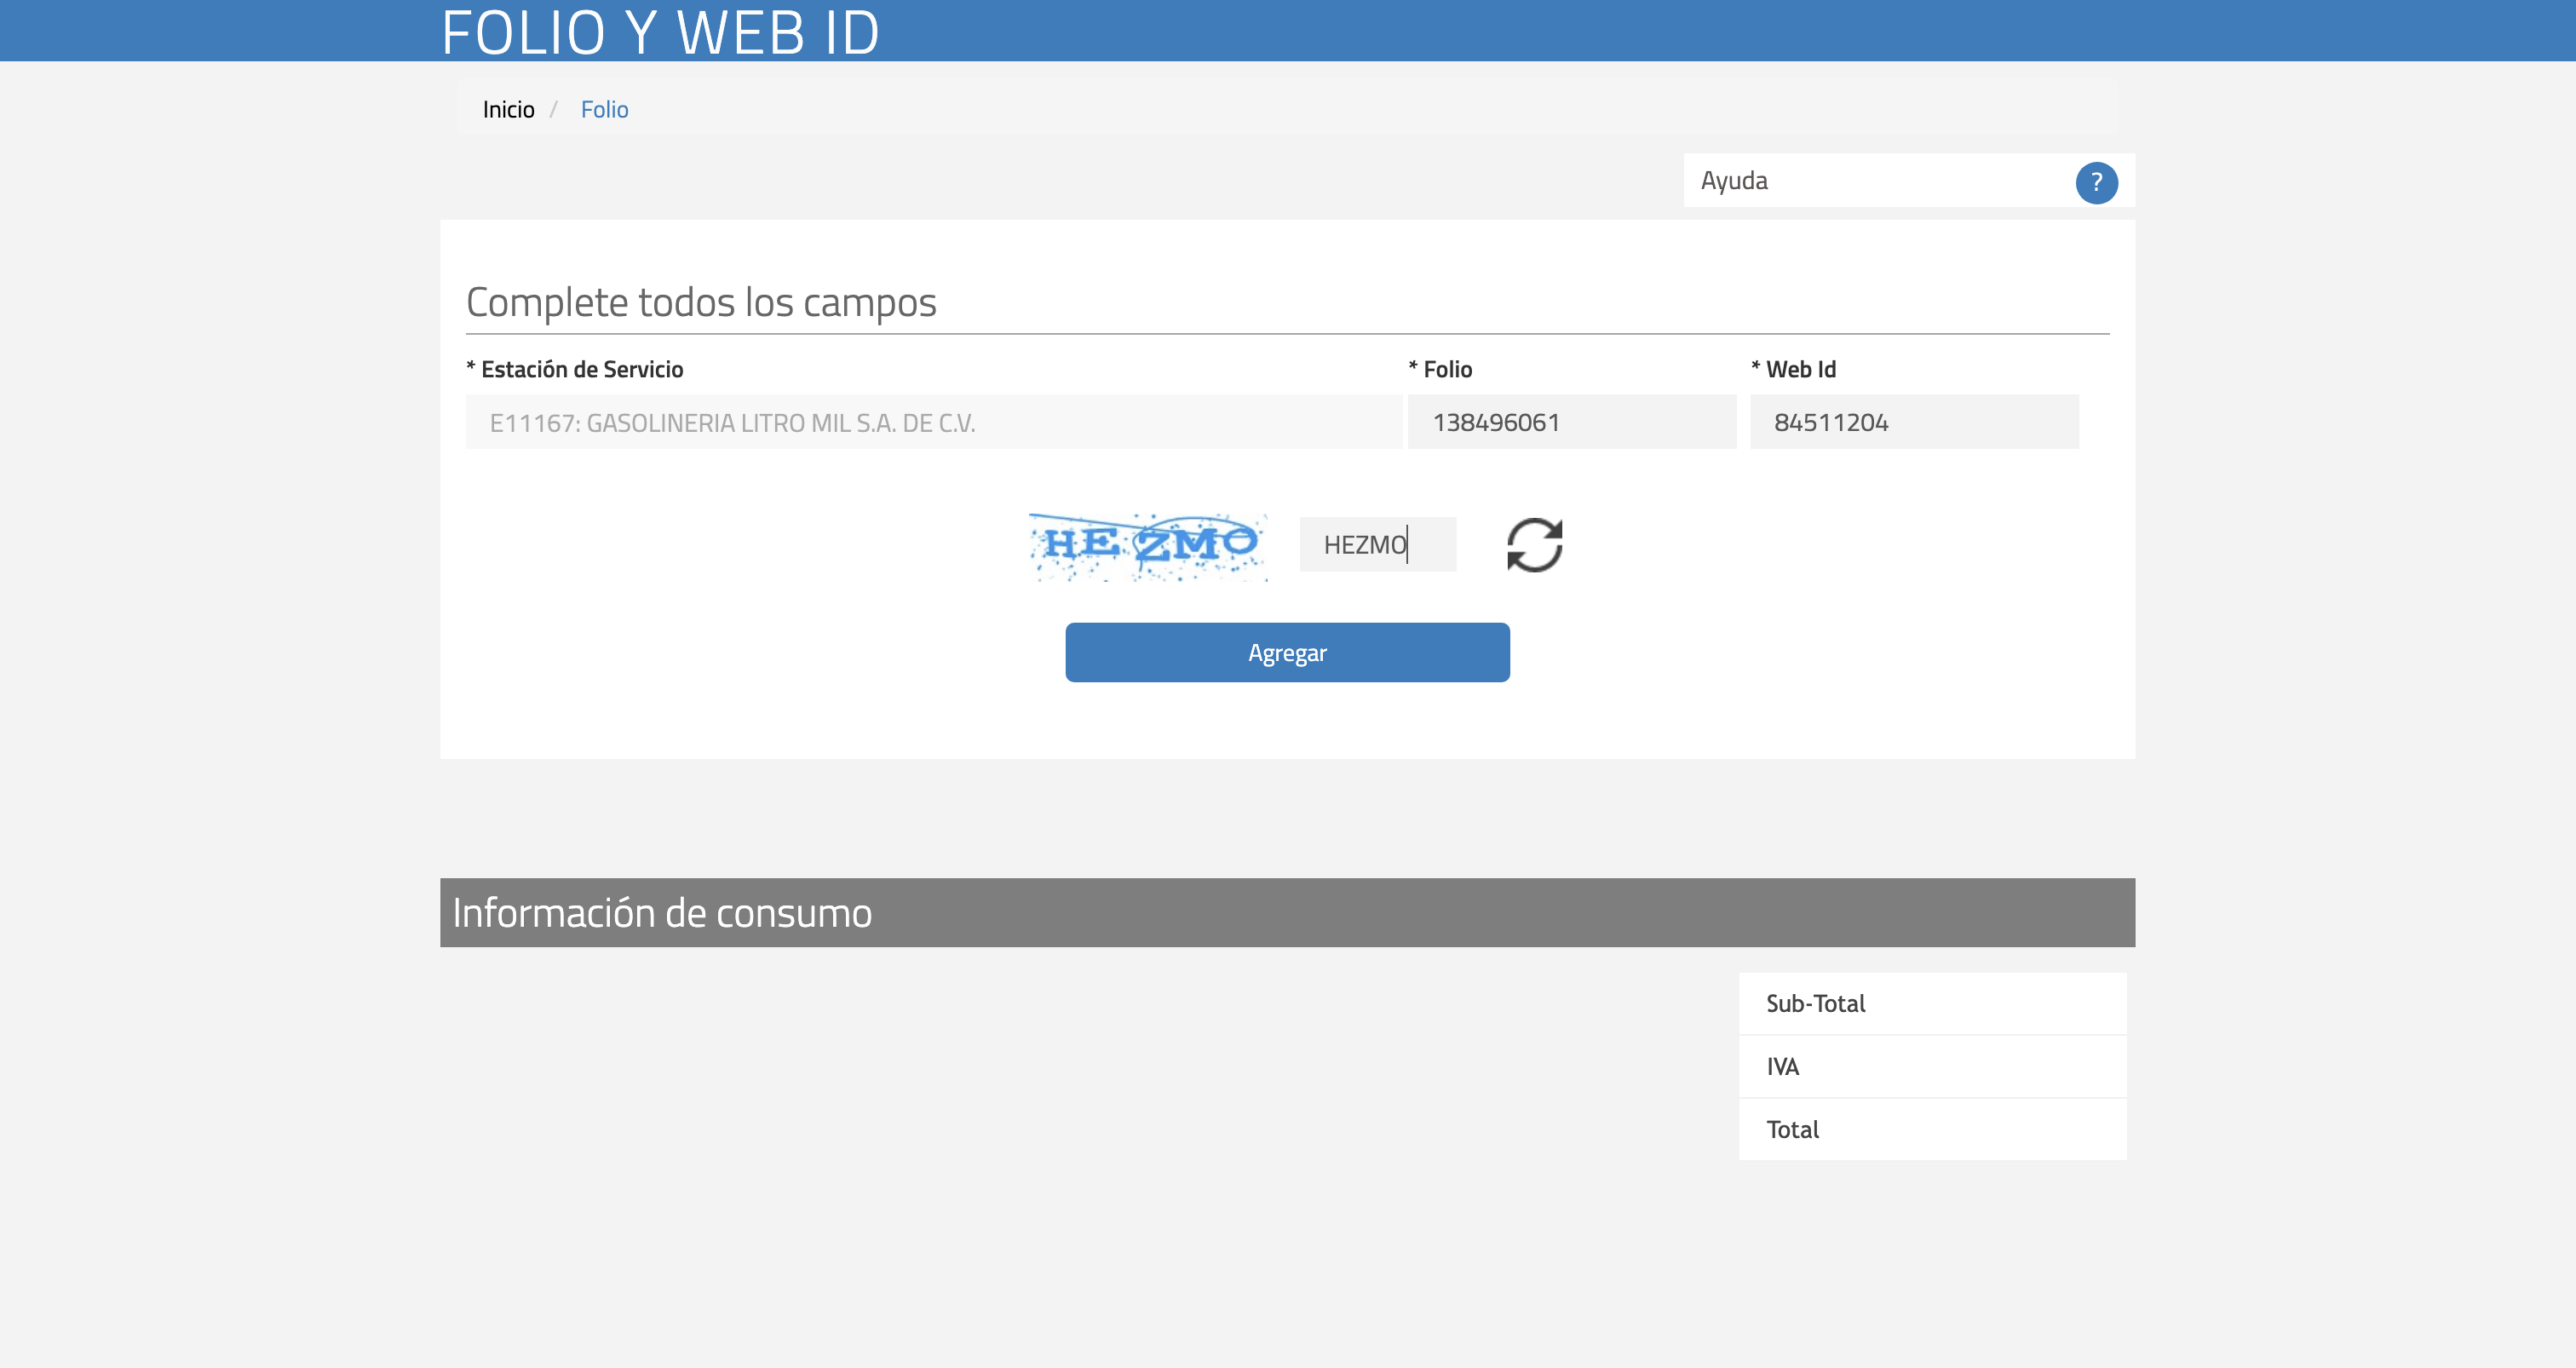 FOLIO Y WEB ID
Inicio / Folio
Ayuda ?
Complete todos los campos
* Estación de Servicio * Folio * Web Id
E11167: GASOLINERIA LITRO MIL S.A. DE C.V. 138496061 84511204
HEZMO HEZMO
Agregar
Información de consumo
Sub-Total
IVA
Total